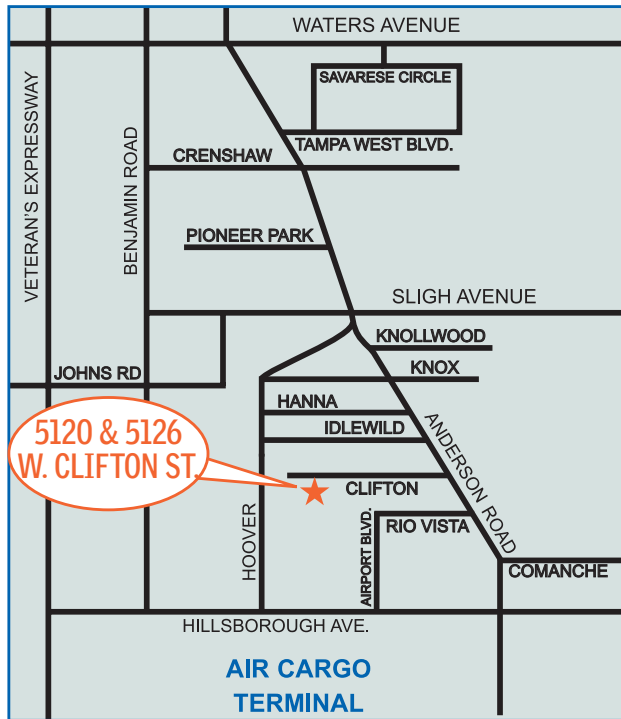 WATERS AVENUE
SAVARESE CIRCLE
TAMPA WEST BLVD.
CRENSHAW
VETERAN'S EXPRESSWAY
BENJAMIN ROAD
PIONEER PARK
SLIGH AVENUE
KNOLLWOOD
JOHNS RD
KNOX
HANNA
IDLEWILD
5120 & 5126
W. CLIFTON ST.
CLIFTON
ANDERSON ROAD
HOOVER
AIRPORT BLVD.
RIO VISTA
COMANCHE
HILLSBOROUGH AVE.
AIR CARGO
TERMINAL